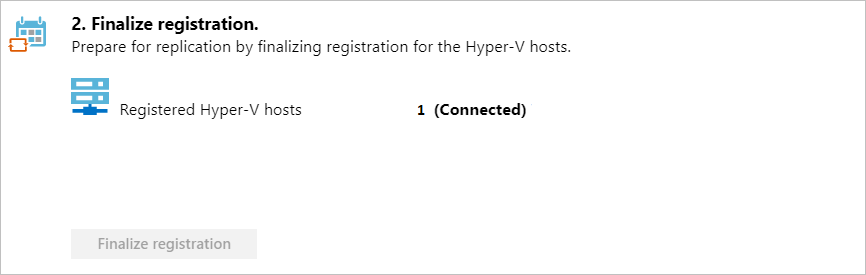 2. Finalize registration.
Prepare for replication by finalizing registration for the Hyper-V hosts.
Registered Hyper-V hosts 1 (Connected)
Finalize registration